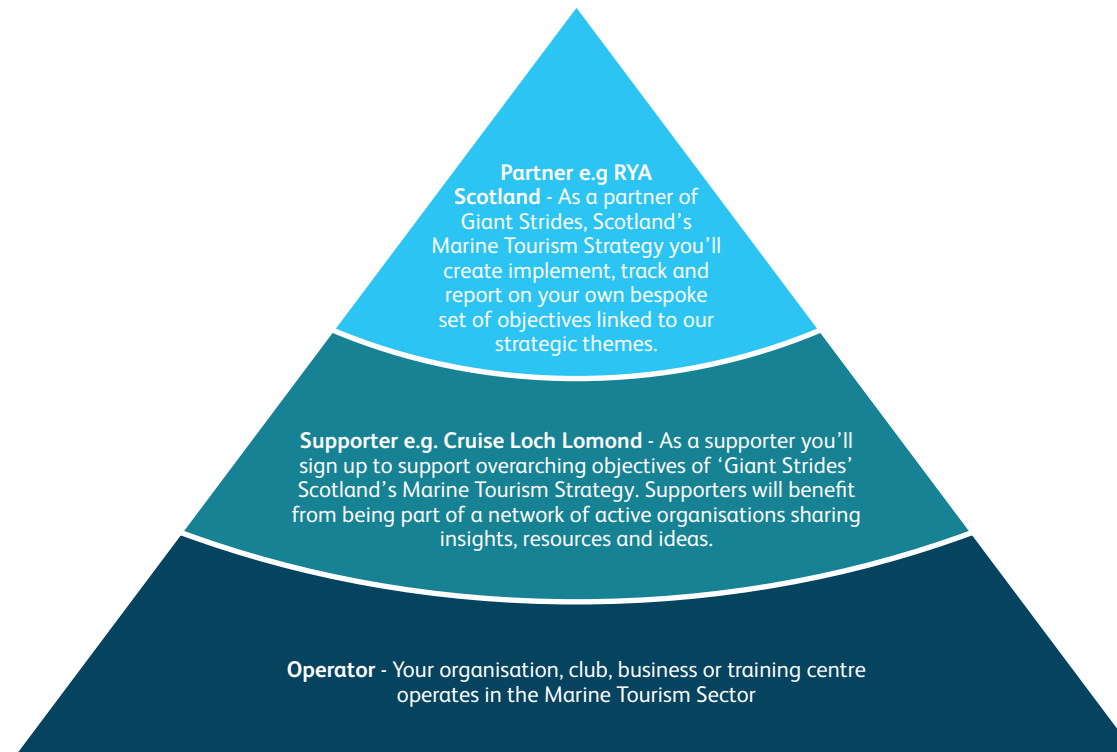 Partner e.g RYA
Scotland - As a partner of
Giant Strides, Scotland’s
Marine Tourism Strategy you’ll
create implement, track and
report on your own bespoke
set of objectives linked to our
strategic themes.
Supporter e.g. Cruise Loch Lomond - As a supporter you’ll
sign up to support overarching objectives of ‘Giant Strides’
Scotland’s Marine Tourism Strategy. Supporters will benefit
from being part of a network of active organisations sharing
insights, resources and ideas.
Operator - Your organisation, club, business or training centre
operates in the Marine Tourism Sector